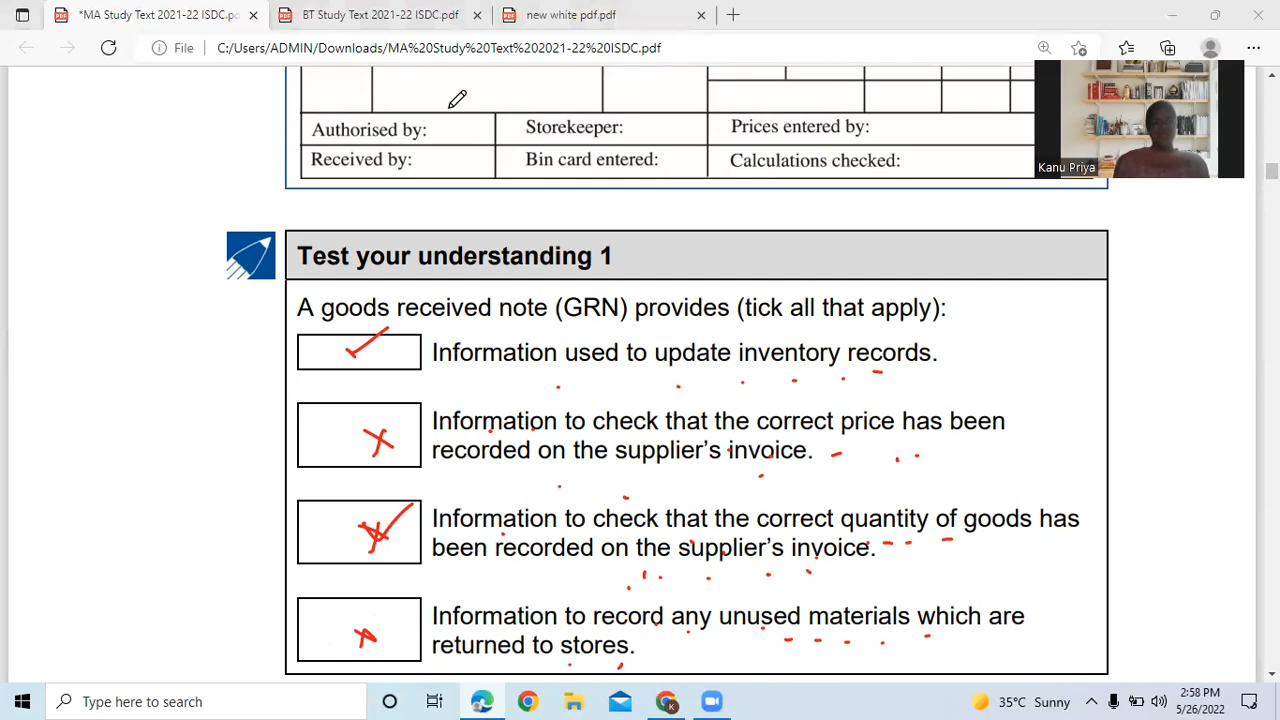 *MA Study Text 2021-22 ISDC.pc
BT Study Text 2021-22 ISDC.pdf
new white pdf.pdf
File
C:/Users/ADMIN/Downloads/MA%20Study%20Text%202021-22%20ISDC.pdf
Authorised by:
Storekeeper:
Prices entered by:
Received by:
Bin card entered:
Calculations checked:
Kanu Priya
Test your understanding 1
A goods received note (GRN) provides (tick all that apply):
Information used to update inventory records.
Information to check that the correct price has been
recorded on the supplier's invoice.
Information to check that the correct quantity of goods has
been recorded on the supplier's invoice.
Information to record any unused materials which are
returned to stores.
Type here to search
35°C Sunny
2:58 PM
5/26/2022